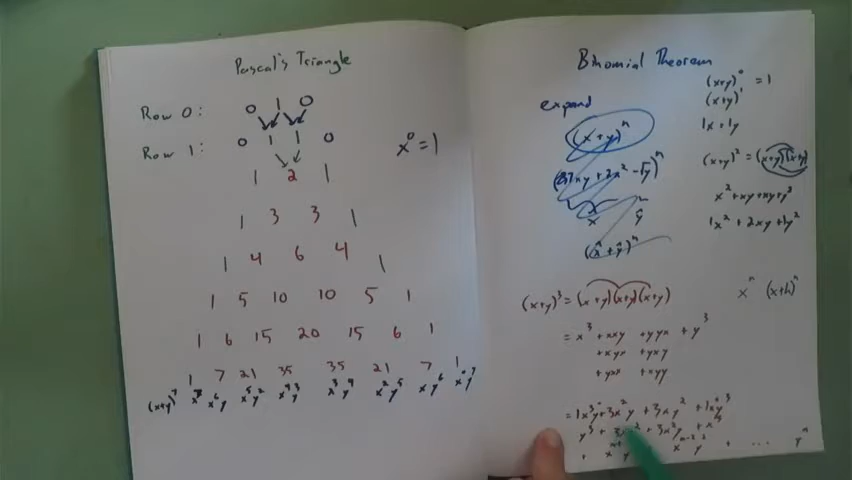 Pascal's Triangle
Row 0: 0 1 0
Row 1: 0 1 1 0
x⁰ = 1
1 2 1
1 3 3 1
1 4 6 4 1
1 5 10 10 5 1
1 6 15 20 15 6 1
1 7 21 35 35 21 7 1
(x+y)⁷ x⁶y x⁵y² x⁴y³ x³y⁴ x²y⁵ xy⁶ x⁰y⁷
Binomial Theorem
expand
(x+y)ⁿ
(x+y)⁰ = 1
(x+y)¹
1x + 1y
(x+y)² = (x+y)(x+y)
x² + xy + xy + y²
1x² + 2xy + 1y²
(x+y)³ = (x+y)(x+y)(x+y)
xⁿ (x+h)ⁿ
= x³ + xxy + yyx + y³
+ xyx + yxy
+ yxx + xyy
= 1x³y⁰ + 3x²y + 3xy² + 1x⁰y³
... yⁿ